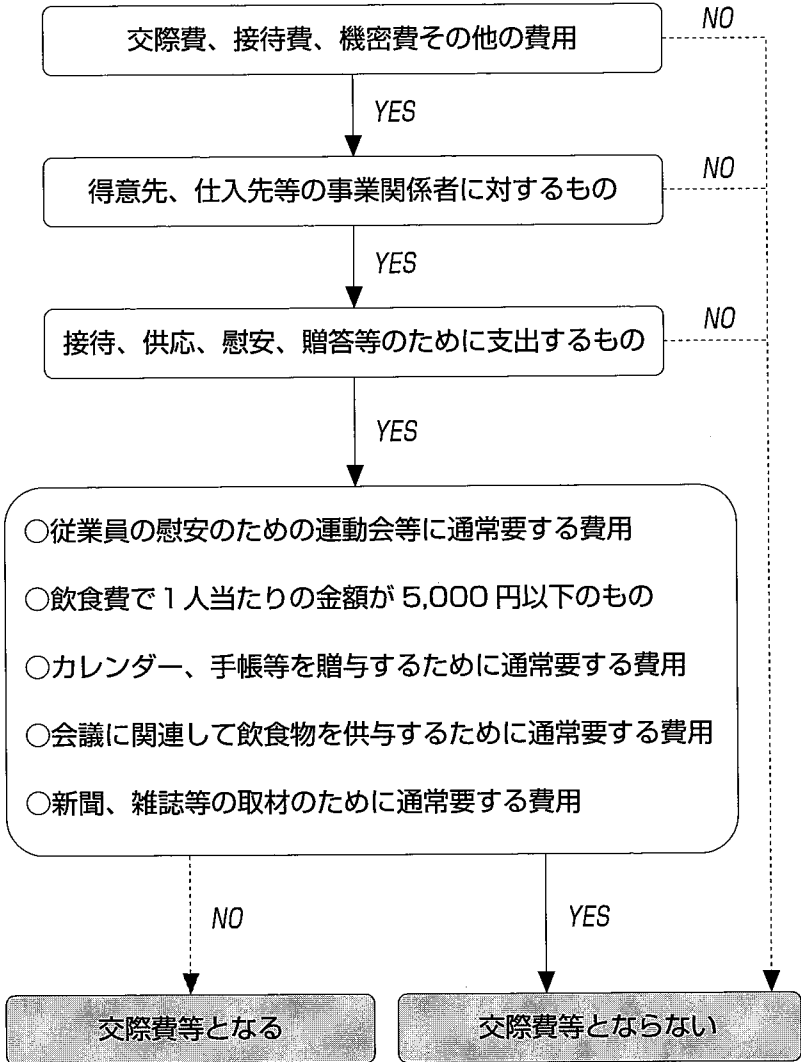 交際費、接待費、機密費その他の費用
NO
YES
得意先、仕入先等の事業関係者に対するもの
NO
YES
接待、供応、慰安、贈答等のために支出するもの
NO
YES
○従業員の慰安のための運動会等に通常要する費用
○飲食費で1人当たりの金額が5,000円以下のもの
○カレンダー、手帳等を贈与するために通常要する費用
○会議に関連して飲食物を供与するために通常要する費用
○新聞、雑誌等の取材のために通常要する費用
NO
YES
交際費等となる
交際費等とならない